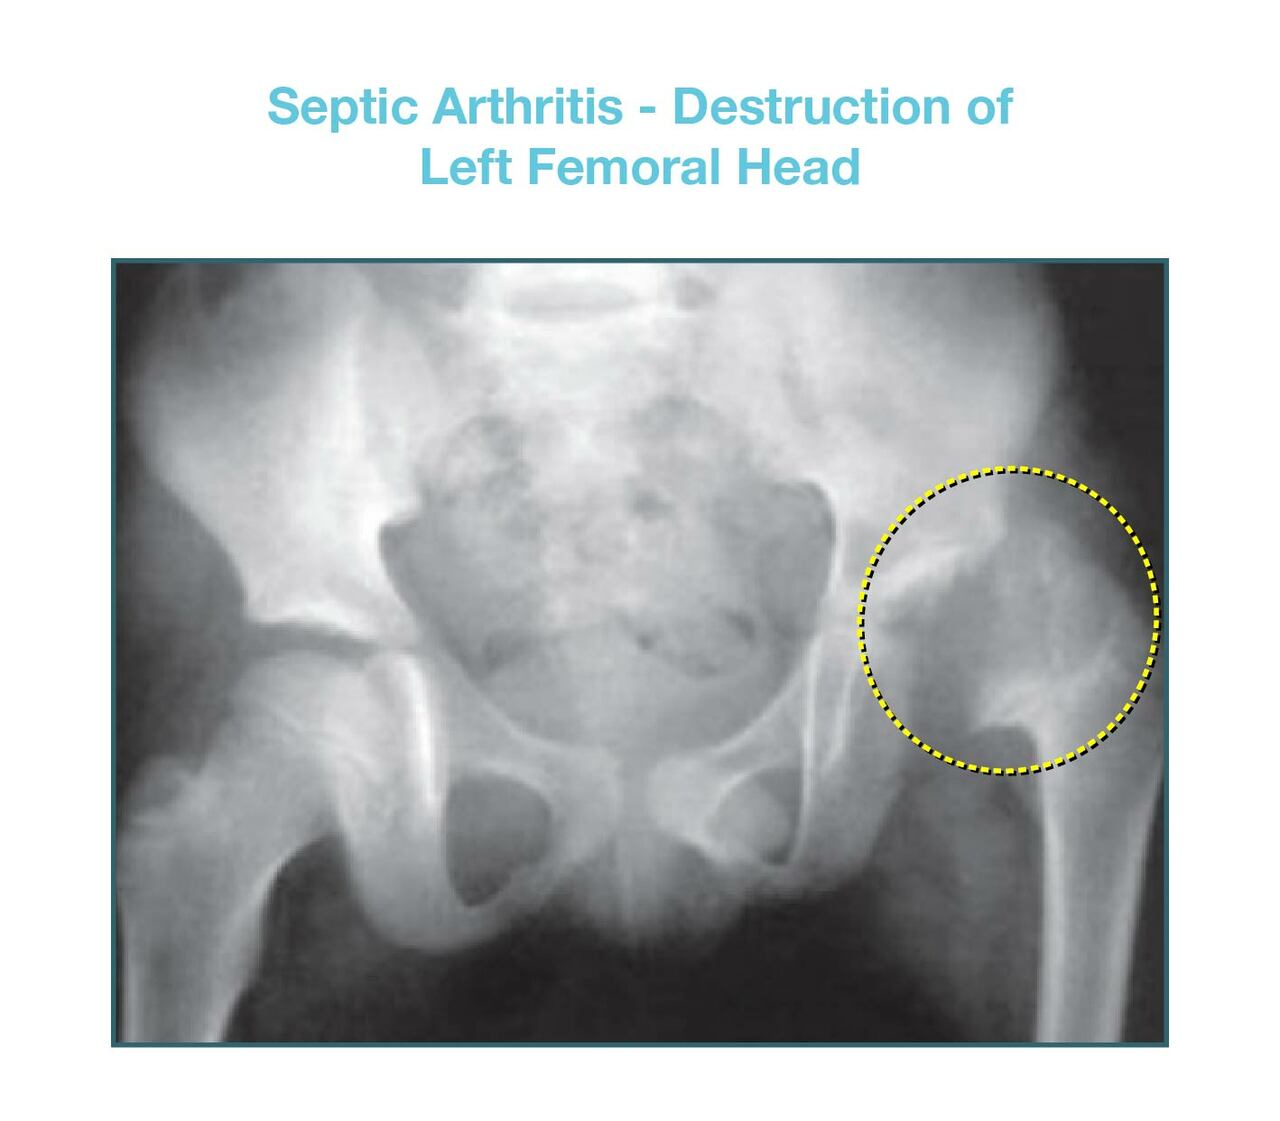 Septic Arthritis - Destruction of
Left Femoral Head